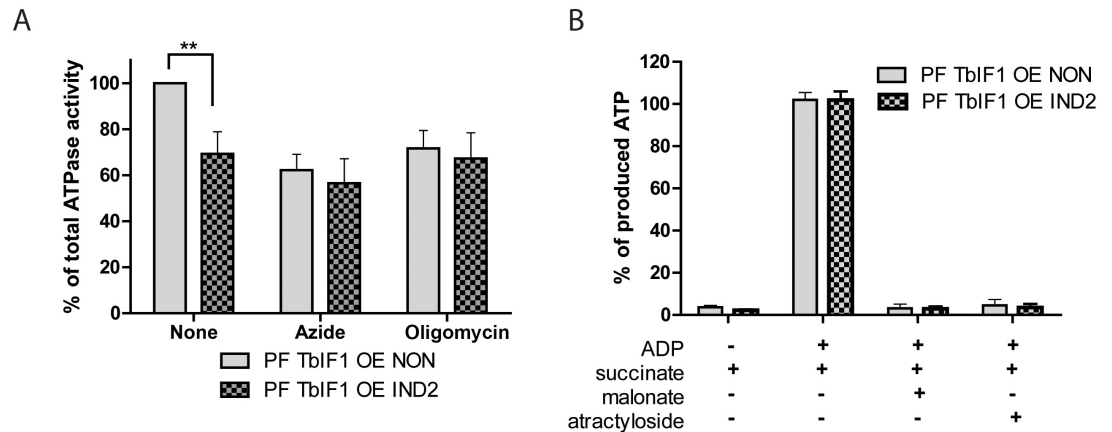 A
% of total ATPase activity
100
80
60
40
20
0
**
None Azide Oligomycin
PF TbIF1 OE NON
PF TbIF1 OE IND2
B
% of produced ATP
120
100
80
60
40
20
0
PF TbIF1 OE NON
PF TbIF1 OE IND2
ADP - + + +
succinate + + + +
malonate - - + -
atractyloside - - - +